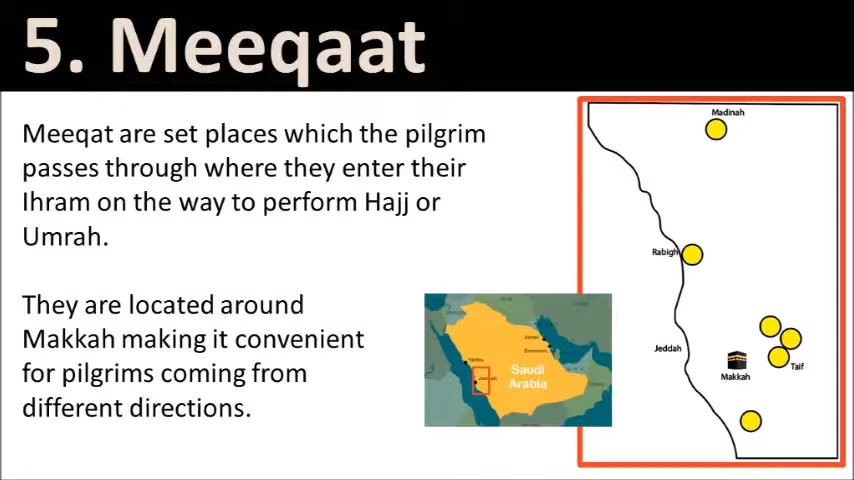 5. Meeqaat
Meeqat are set places which the pilgrim
passes through where they enter their
Ihram on the way to perform Hajj or
Umrah.
They are located around
Makkah making it convenient
for pilgrims coming from
different directions.
Saudi
Arabia
Madinah
Rabigh
Jeddah
Makkah
Taif